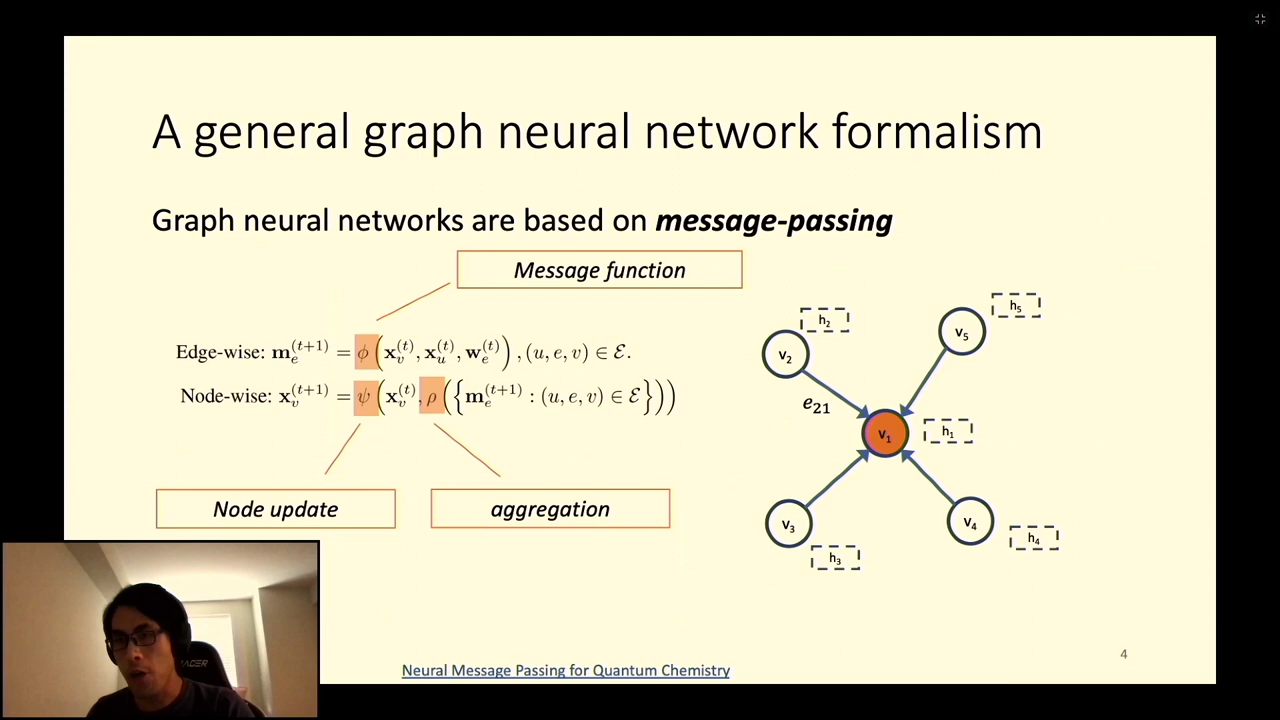 A general graph neural network formalism
Graph neural networks are based on message-passing
Message function
Edge-wise: m_e^{(t+1)} = ϕ(x_v^{(t)}, x_u^{(t)}, w_e^{(t)}), (u, e, v) ∈ ℰ.
Node-wise: x_v^{(t+1)} = ψ(x_v^{(t)}, ρ({m_e^{(t+1)} : (u, e, v) ∈ ℰ}))
Node update
aggregation
h₂
h₅
v₂
v₅
e₂₁
v₁
h₁
v₃
v₄
h₃
h₄
Neural Message Passing for Quantum Chemistry
4